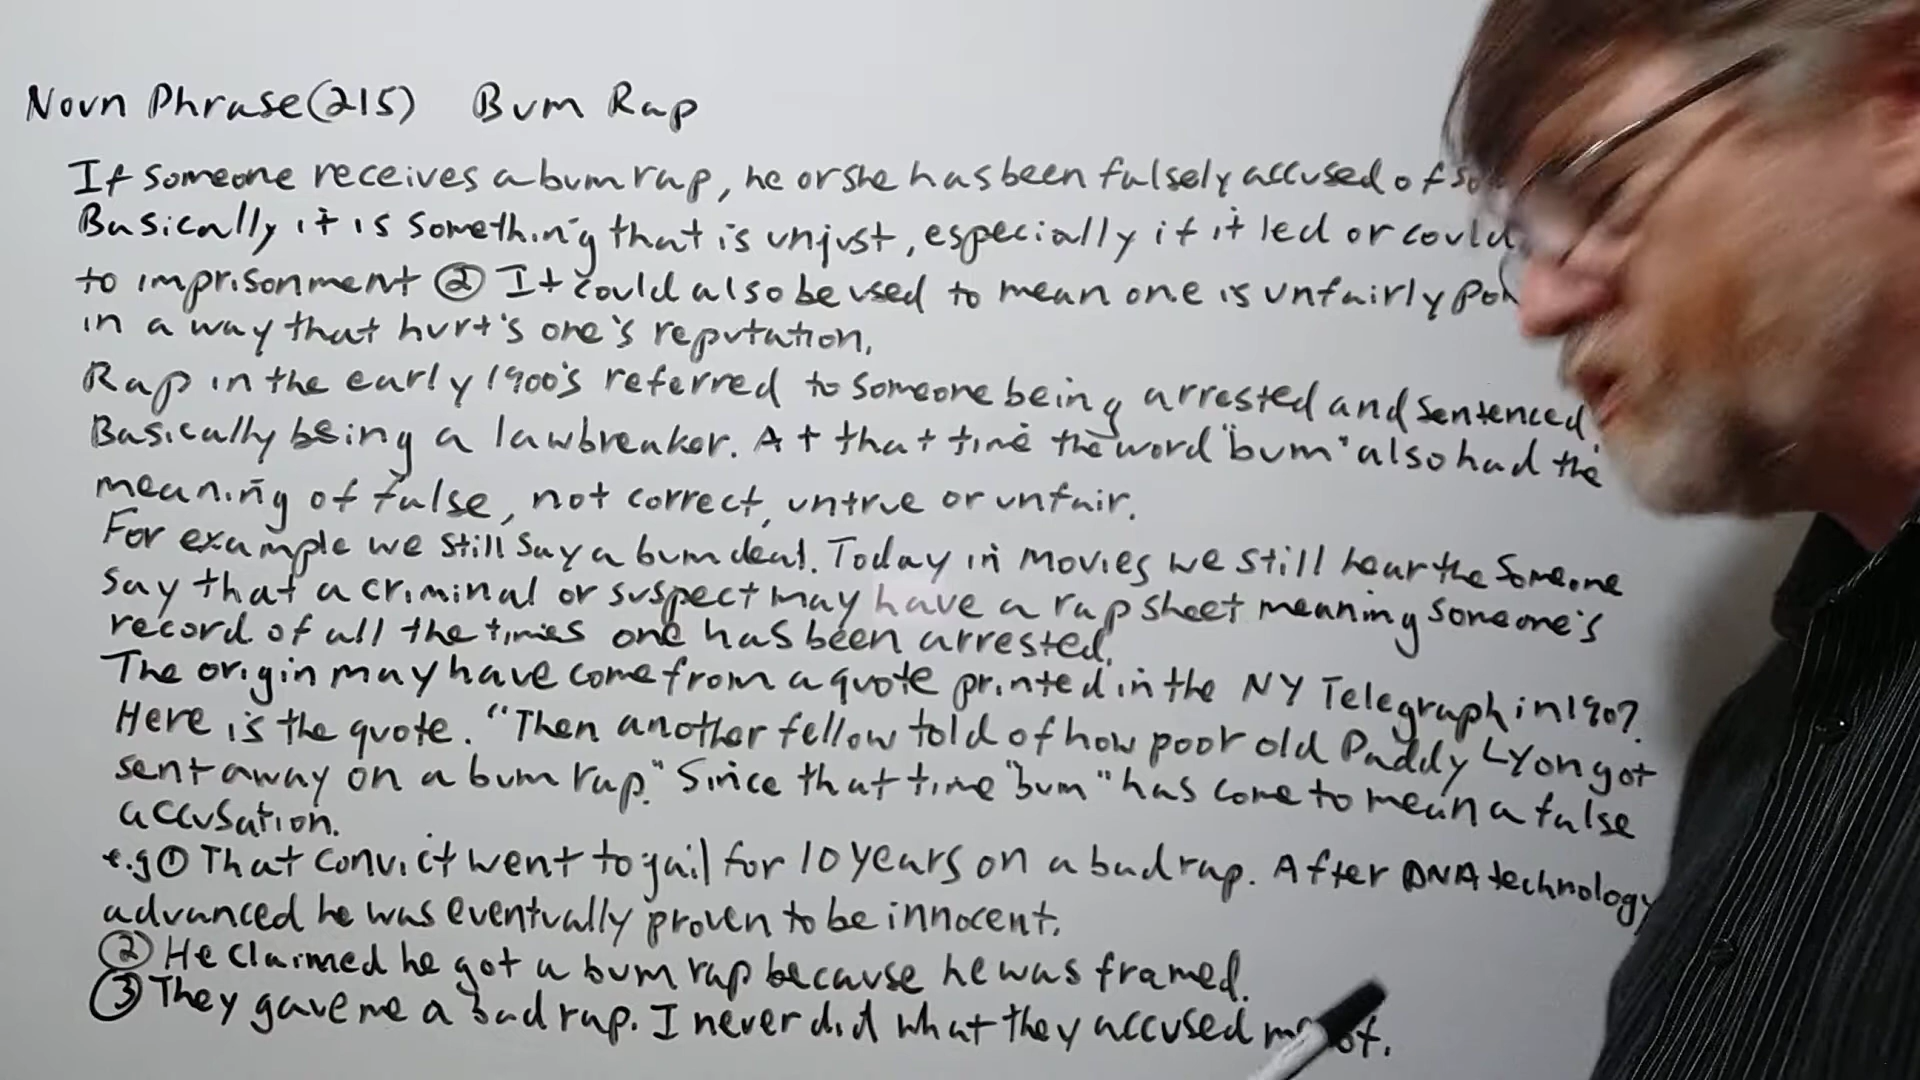 Noun Phrase (215) Bum Rap
If someone receives a bum rap, he or she has been falsely accused of
Basically it is something that is unjust, especially if it led or could
to imprisonment ② It could also be used to mean one is unfairly
in a way that hurt's one's reputation.
Rap in the early 1900's referred to someone being arrested and sentenced.
Basically being a lawbreaker. At that time the word "bum" also had the
meaning of false, not correct, untrue or unfair.
For example we still say a bum deal. Today in movies we still hear the someone
say that a criminal or suspect may have a rap sheet meaning someone's
record of all the times one has been arrested.
The origin may have come from a quote printed in the NY Telegraph in 1907.
Here is the quote. "Then another fellow told of how poor old Paddy Lyon got
sent away on a bum rap." Since that time "bum" has come to mean a false
accusation.
e.g ① That convict went to jail for 10 years on a bad rap. After DNA technology
advanced he was eventually proven to be innocent.
② He claimed he got a bum rap because he was framed.
③ They gave me a bad rap. I never did what they accused me of.